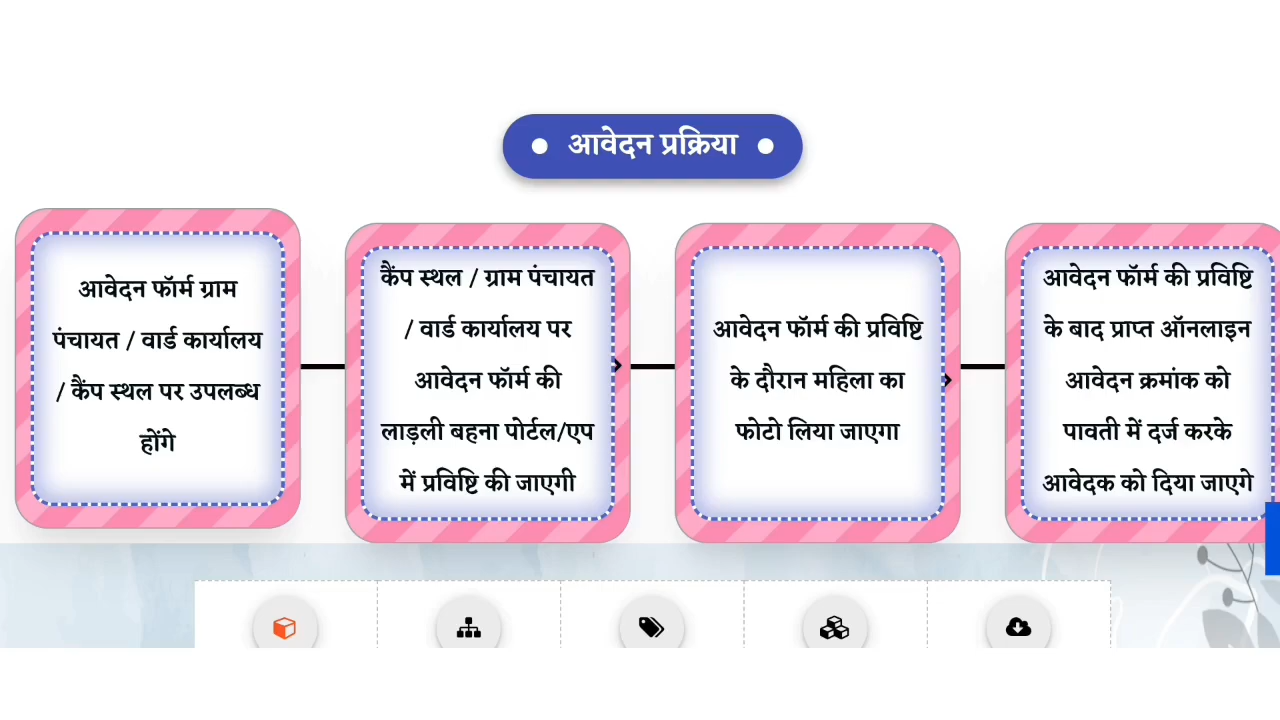 आवेदन प्रक्रिया
आवेदन फॉर्म ग्राम
पंचायत / वार्ड कार्यालय
/ कैंप स्थल पर उपलब्ध
होंगे
कैंप स्थल / ग्राम पंचायत
/ वार्ड कार्यालय पर
आवेदन फॉर्म की
लाड़ली बहना पोर्टल/एप
में प्रविष्टि की जाएगी
आवेदन फॉर्म की प्रविष्टि
के दौरान महिला का
फोटो लिया जाएगा
आवेदन फॉर्म की प्रविष्टि
के बाद प्राप्त ऑनलाइन
आवेदन क्रमांक को
पावती में दर्ज करके
आवेदक को दिया जाएगे